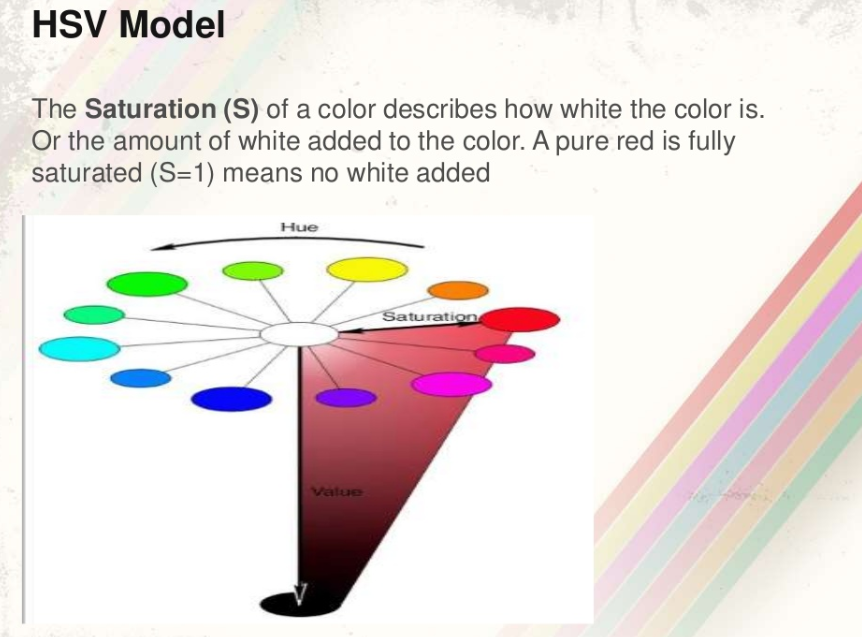 HSV Model
The Saturation (S) of a color describes how white the color is.
Or the amount of white added to the color. A pure red is fully
saturated (S=1) means no white added
Hue
Saturation
Value
V